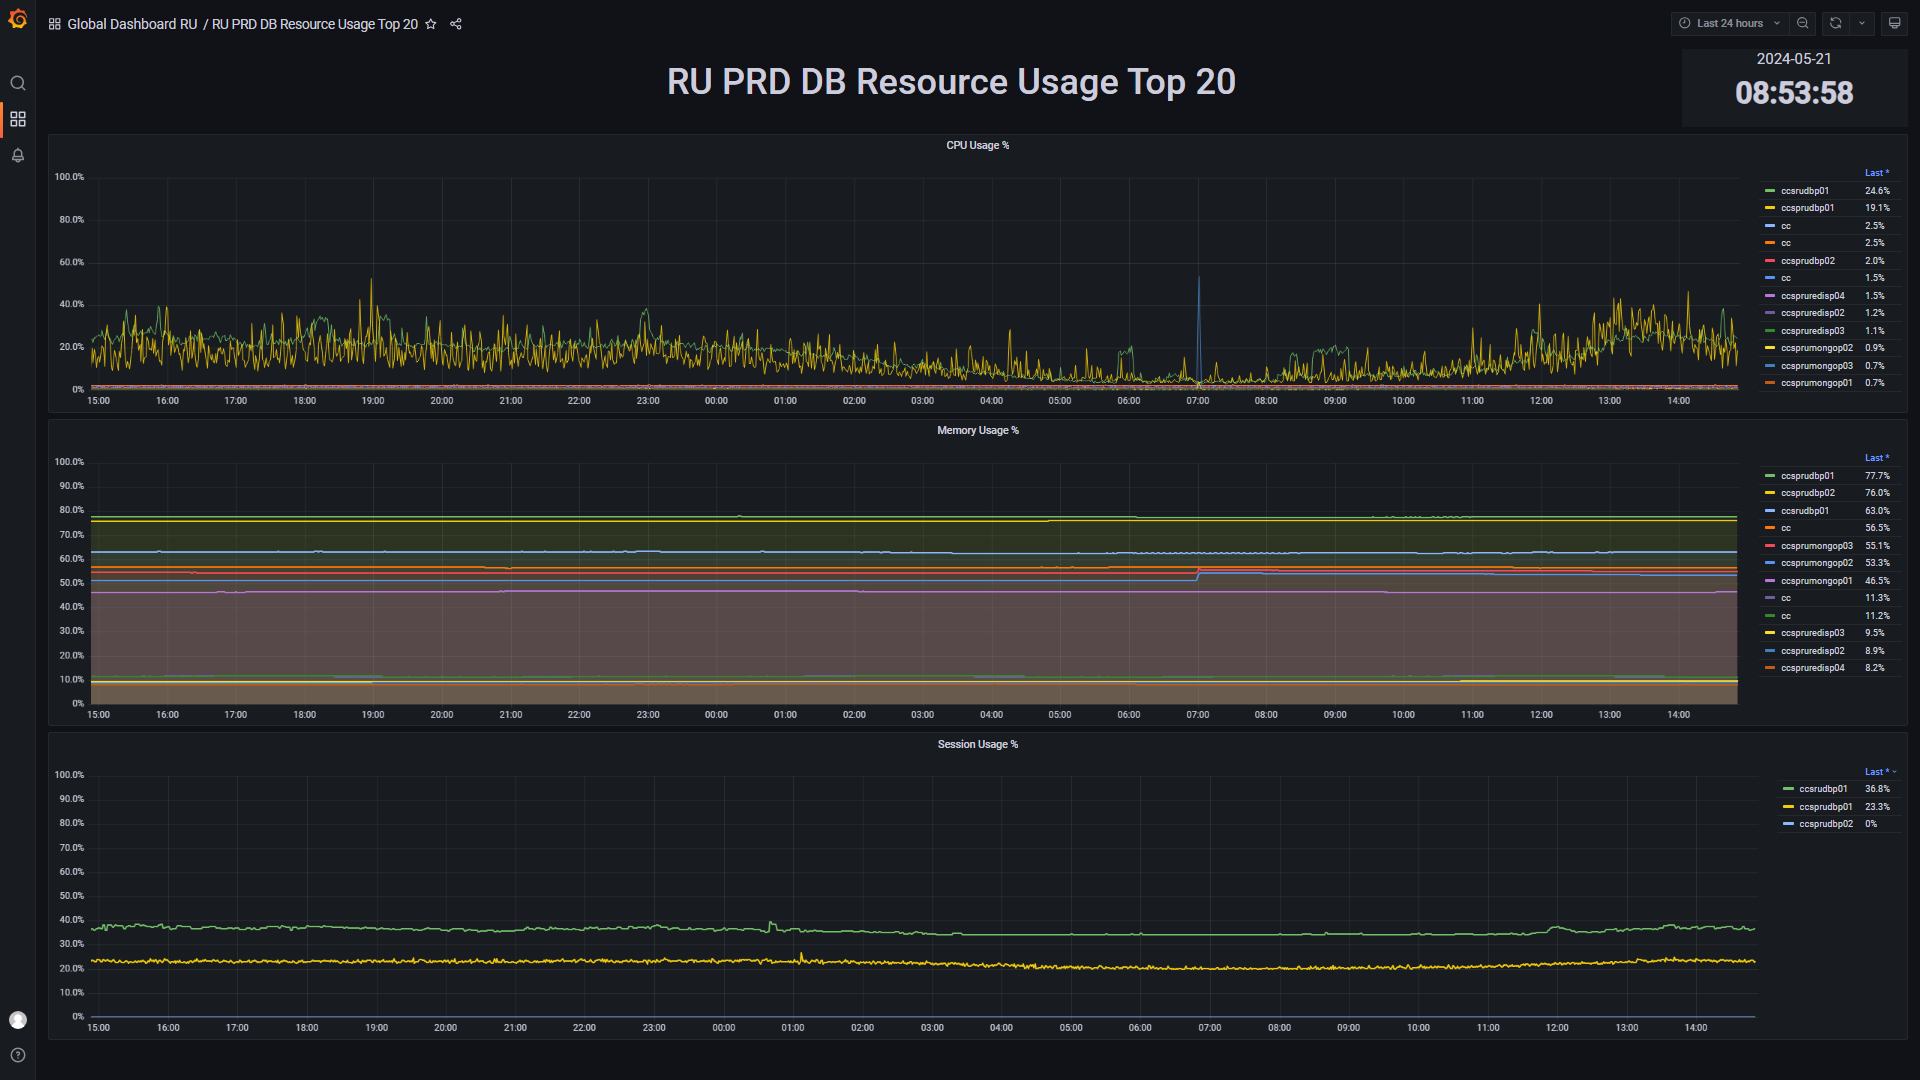 Global Dashboard RU / RU PRD DB Resource Usage Top 20
Last 24 hours
RU PRD DB Resource Usage Top 20
2024-05-21
08:53:58
CPU Usage %
100.0%
80.0%
60.0%
40.0%
20.0%
0%
15:00 16:00 17:00 18:00 19:00 20:00 21:00 22:00 23:00 00:00 01:00 02:00 03:00 04:00 05:00 06:00 07:00 08:00 09:00 10:00 11:00 12:00 13:00 14:00
Last *
ccsrudbp01 24.6%
ccsprudbp01 19.1%
cc 2.5%
cc 2.5%
ccsprudbp02 2.0%
cc 1.5%
ccspruredisp04 1.5%
ccspruredisp02 1.2%
ccspruredisp03 1.1%
ccsprumongop02 0.9%
ccsprumongop03 0.7%
ccsprumongop01 0.7%
Memory Usage %
100.0%
90.0%
80.0%
70.0%
60.0%
50.0%
40.0%
30.0%
20.0%
10.0%
0%
15:00 16:00 17:00 18:00 19:00 20:00 21:00 22:00 23:00 00:00 01:00 02:00 03:00 04:00 05:00 06:00 07:00 08:00 09:00 10:00 11:00 12:00 13:00 14:00
Last *
ccsprudbp01 77.7%
ccsprudbp02 76.0%
ccsrudbp01 63.0%
cc 56.5%
ccsprumongop03 55.1%
ccsprumongop02 53.3%
ccsprumongop01 46.5%
cc 11.3%
cc 11.2%
ccspruredisp03 9.5%
ccspruredisp02 8.9%
ccspruredisp04 8.2%
Session Usage %
100.0%
90.0%
80.0%
70.0%
60.0%
50.0%
40.0%
30.0%
20.0%
10.0%
0%
15:00 16:00 17:00 18:00 19:00 20:00 21:00 22:00 23:00 00:00 01:00 02:00 03:00 04:00 05:00 06:00 07:00 08:00 09:00 10:00 11:00 12:00 13:00 14:00
Last *
ccsrudbp01 36.8%
ccsprudbp01 23.3%
ccsprudbp02 0%